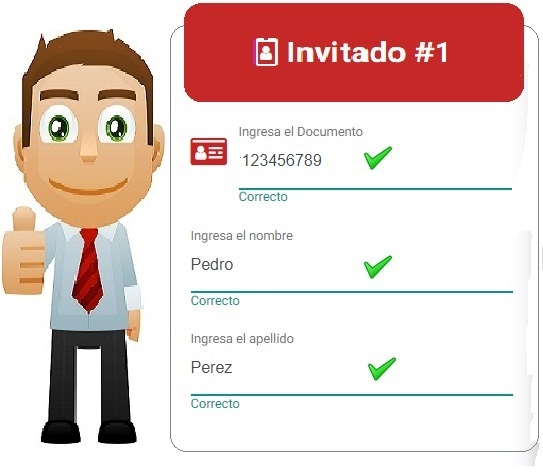 Invitado #1
Ingresa el Documento
123456789
Correcto
Ingresa el nombre
Pedro
Correcto
Ingresa el apellido
Perez
Correcto